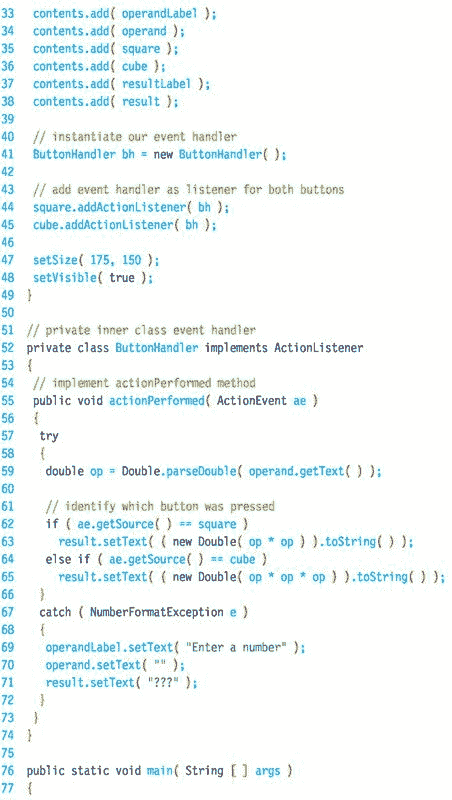 33 contents.add( operandLabel );
34 contents.add( operand );
35 contents.add( square );
36 contents.add( cube );
37 contents.add( resultLabel );
38 contents.add( result );
39
40 // instantiate our event handler
41 ButtonHandler bh = new ButtonHandler( );
42
43 // add event handler as listener for both buttons
44 square.addActionListener( bh );
45 cube.addActionListener( bh );
46
47 setSize( 175, 150 );
48 setVisible( true );
49 }
50
51 // private inner class event handler
52 private class ButtonHandler implements ActionListener
53 {
54 // implement actionPerformed method
55 public void actionPerformed( ActionEvent ae )
56 {
57 try
58 {
59 double op = Double.parseDouble( operand.getText( ) );
60
61 // identify which button was pressed
62 if ( ae.getSource( ) == square )
63 result.setText( ( new Double( op * op ) ).toString( ) );
64 else if ( ae.getSource( ) == cube )
65 result.setText( ( new Double( op * op * op ) ).toString( ) );
66 }
67 catch ( NumberFormatException e )
68 {
69 operandLabel.setText( "Enter a number" );
70 operand.setText( "" );
71 result.setText( "???" );
72 }
73 }
74 }
75
76 public static void main( String [ ] args )
77 {